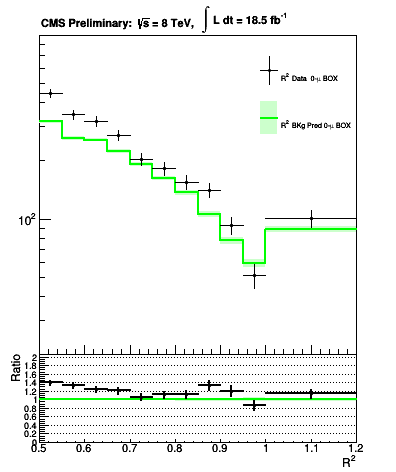 CMS Preliminary: √s = 8 TeV, ∫ L dt = 18.5 fb⁻¹
R² Data 0-μ BOX
R² BKg Pred 0-μ BOX
10²
Ratio
2
1.8
1.6
1.4
1.2
1
0.8
0.6
0.4
0.2
0
0.5 0.6 0.7 0.8 0.9 1 1.1 1.2
R²